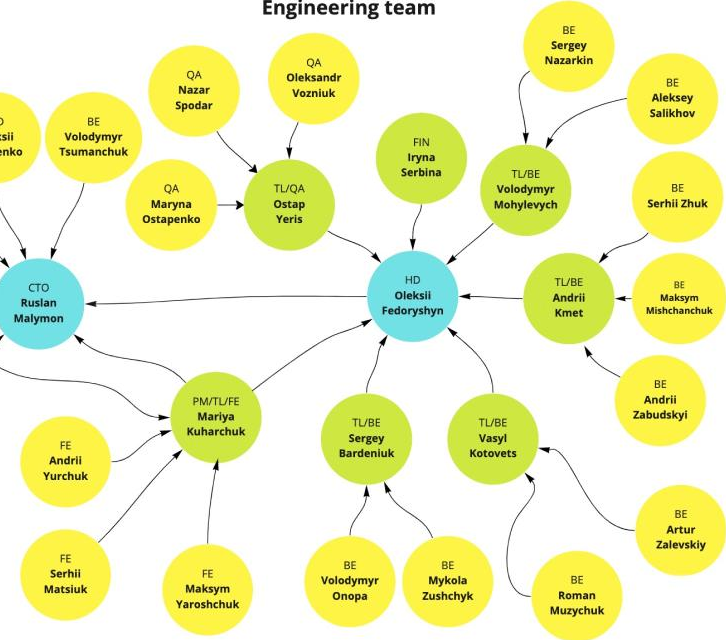 Engineering team
BE
Sergey
Nazarkin
QA
Oleksandr
Vozniuk
QA
Nazar
Spodar
BE
Aleksey
Salikhov
BE
Volodymyr
Tsumanchuk
FIN
Iryna
Serbina
TL/BE
Volodymyr
Mohylevych
BE
Serhii Zhuk
QA
Maryna
Ostapenko
TL/QA
Ostap
Yeris
CTO
Ruslan
Malymon
HD
Oleksii
Fedoryshyn
TL/BE
Andrii
Kmet
BE
Maksym
Mishchanchuk
BE
Andrii
Zabudskyi
PM/TL/FE
Mariya
Kuharchuk
TL/BE
Sergey
Bardeniuk
TL/BE
Vasyl
Kotovets
FE
Andrii
Yurchuk
BE
Artur
Zalevskiy
FE
Serhii
Matsiuk
FE
Maksym
Yaroshchuk
BE
Volodymyr
Onopa
BE
Mykola
Zushchyk
BE
Roman
Muzychuk